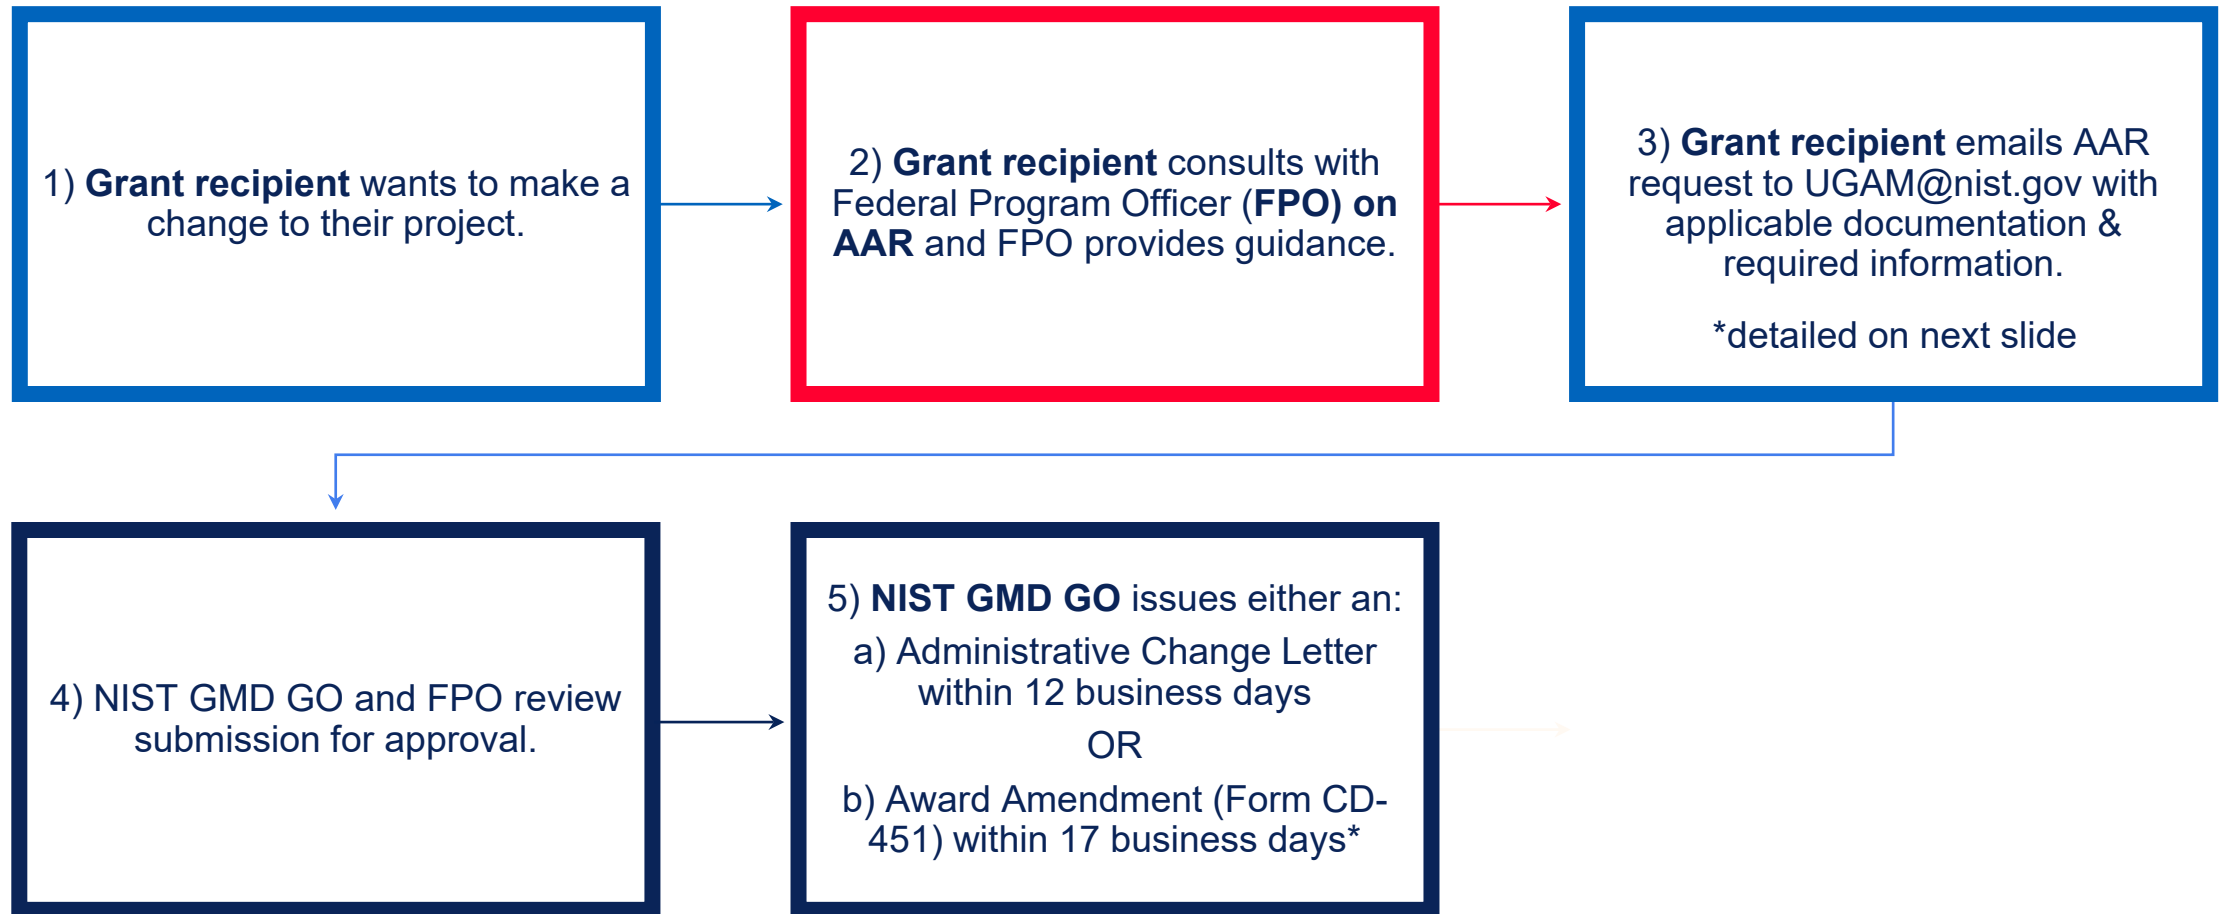 1) Grant recipient wants to make a
change to their project.
2) Grant recipient consults with
Federal Program Officer (FPO) on
AAR and FPO provides guidance.
3) Grant recipient emails AAR
request to UGAM@nist.gov with
applicable documentation &
required information.
*detailed on next slide
4) NIST GMD GO and FPO review
submission for approval.
5) NIST GMD GO issues either an:
a) Administrative Change Letter
within 12 business days
OR
b) Award Amendment (Form CD-
451) within 17 business days*